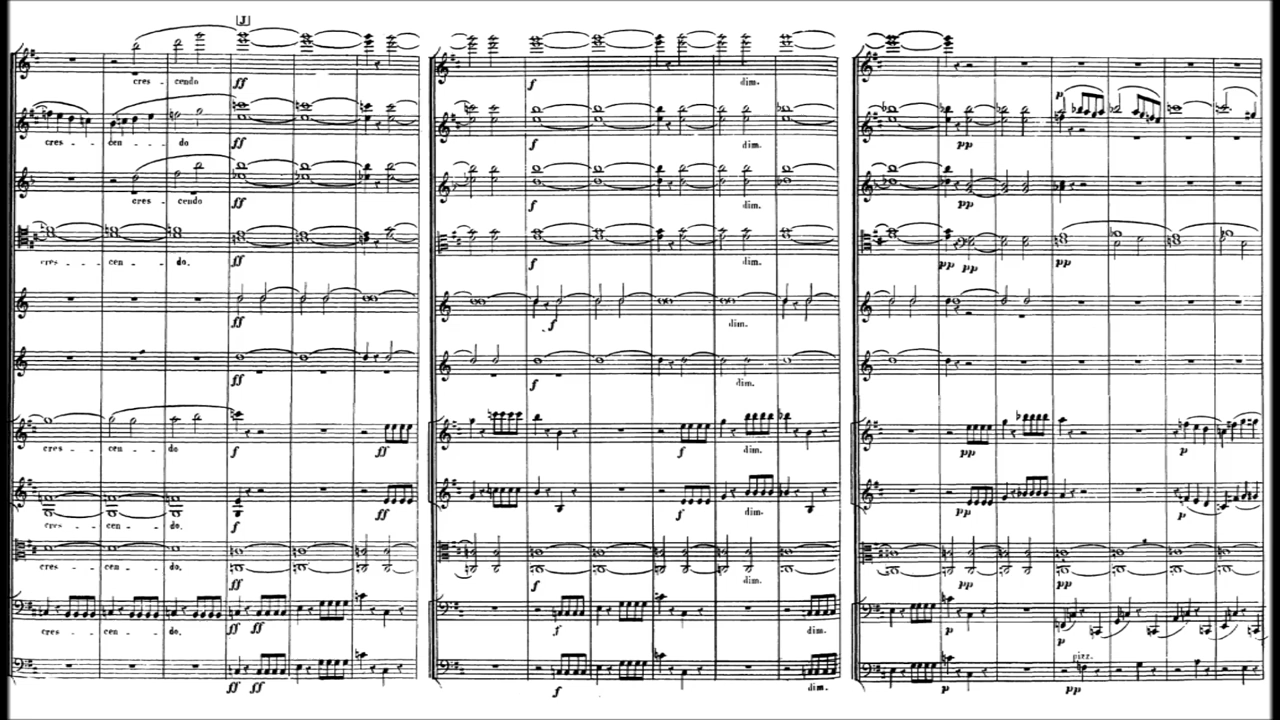 J
cres - cendo ff f dim.
cres - - - cen - - - do ff f dim. p pp
cres - cendo ff f dim. pp
cres - - - cen - - - do. ff f dim. pp pp pp
ff f dim.
ff f dim.
cres - - - cen - - do f ff f dim. pp p
cres - - - cen - - - do. f ff f dim. pp p
cres - - - cen - - - do. ff f dim. pp pp
cres - - - cen - - - do. ff ff f dim. p p
pizz.
ff ff f dim. p pp